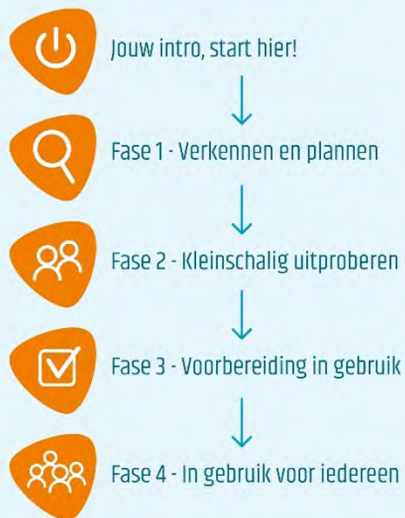 Jouw intro, start hier!
Fase 1 - Verkennen en plannen
Fase 2 - Kleinschalig uitproberen
Fase 3 - Voorbereiding in gebruik
Fase 4 - In gebruik voor iedereen